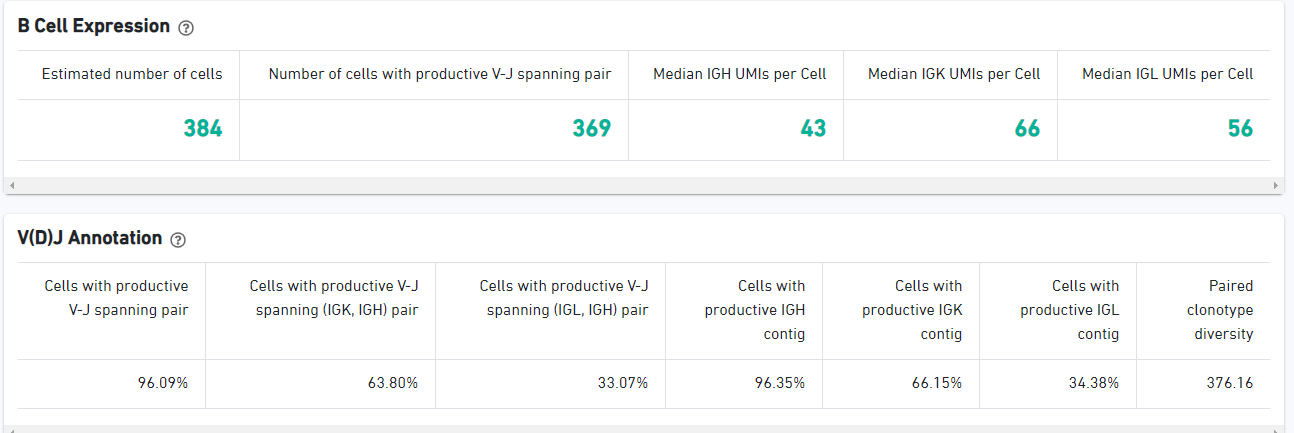 B Cell Expression ?
Estimated number of cells Number of cells with productive V-J spanning pair Median IGH UMIs per Cell Median IGK UMIs per Cell Median IGL UMIs per Cell
384 369 43 66 56
V(D)J Annotation ?
Cells with productive Cells with productive V-J Cells with productive V-J Cells with Cells with Cells with Paired
V-J spanning pair spanning (IGK, IGH) pair spanning (IGL, IGH) pair productive IGH productive IGK productive IGL clonotype
contig contig contig diversity
96.09% 63.80% 33.07% 96.35% 66.15% 34.38% 376.16